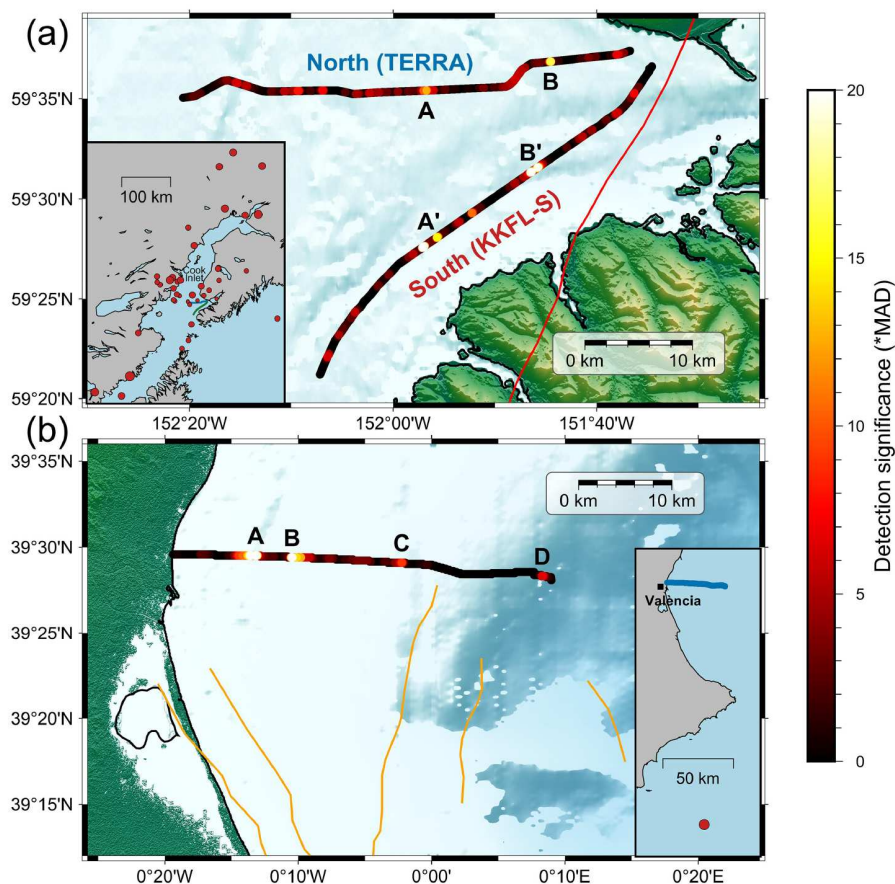 (a)
North (TERRA)
A
B
B'
A'
South (KKFL-S)
59°35'N
59°30'N
59°25'N
59°20'N
100 km
Cook
Inlet
0 km 10 km
152°20'W 152°00'W 151°40'W
(b)
39°35'N
39°30'N
39°25'N
39°20'N
39°15'N
0 km 10 km
A B C D
València
50 km
0°20'W 0°10'W 0°00' 0°10'E 0°20'E
20
15
10
5
0
Detection significance (*MAD)